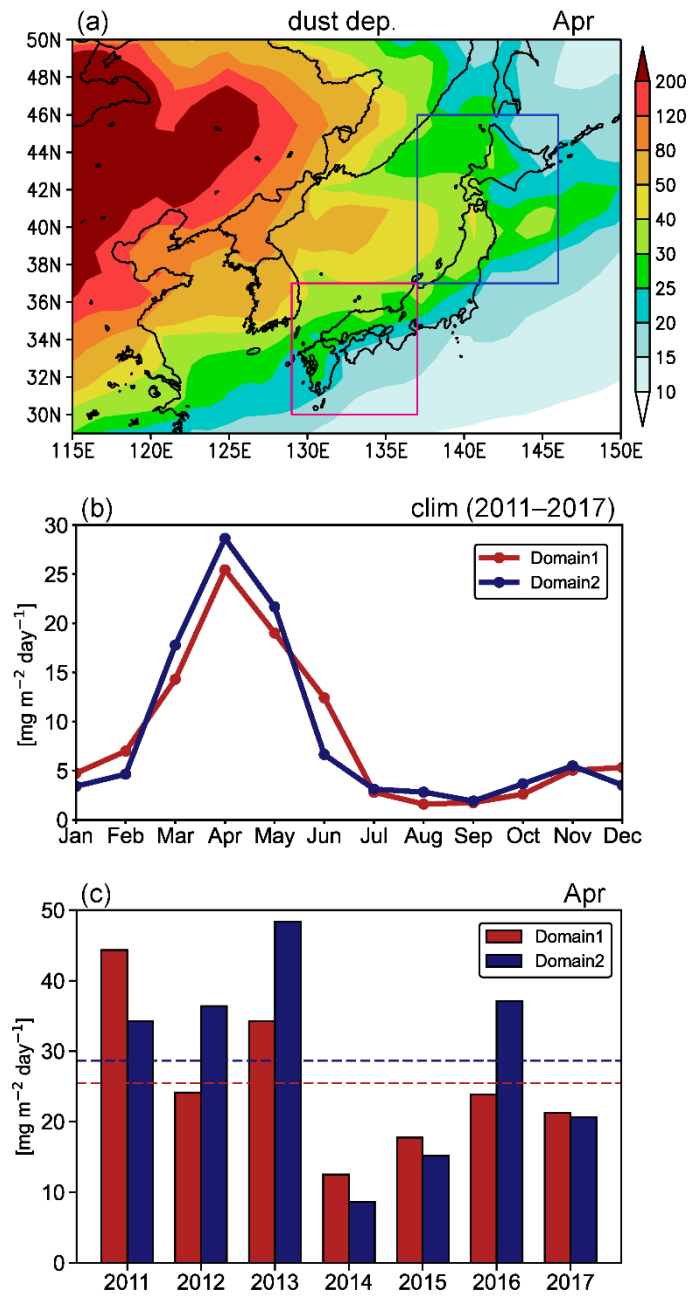 (a) dust dep. Apr
50N
48N
46N
44N
42N
40N
38N
36N
34N
32N
30N
115E 120E 125E 130E 135E 140E 145E 150E
200
120
80
60
40
30
25
20
15
10
(b) clim (2011–2017)
[mg m−2 day−1]
30
25
20
15
10
5
0
Domain1
Domain2
Jan Feb Mar Apr May Jun Jul Aug Sep Oct Nov Dec
(c) Apr
[mg m−2 day−1]
50
40
30
20
10
0
Domain1
Domain2
2011 2012 2013 2014 2015 2016 2017